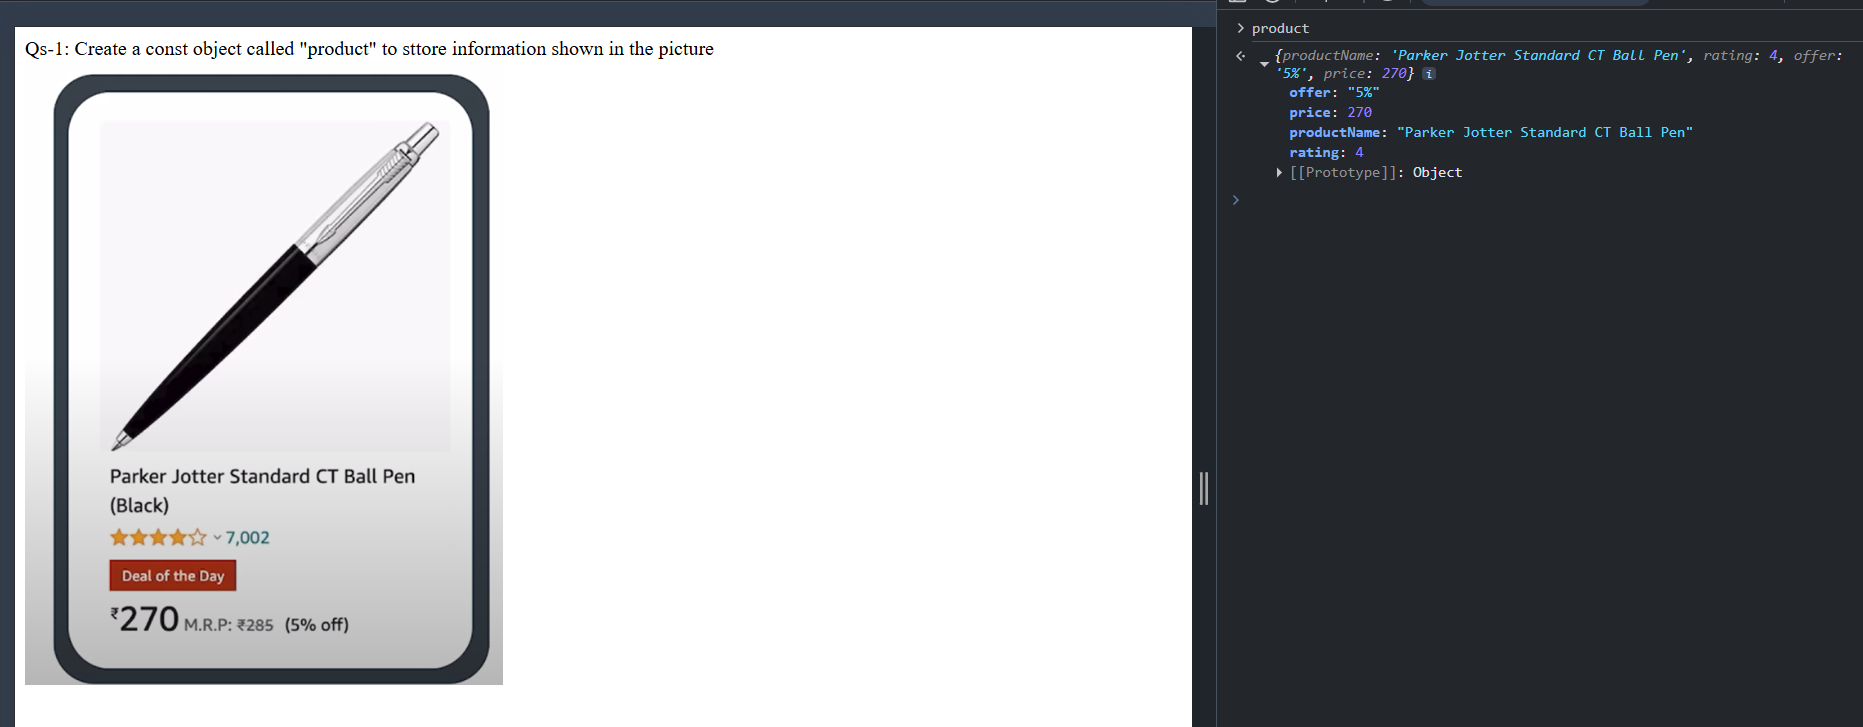 Qs-1: Create a const object called "product" to sttore information shown in the picture
Parker Jotter Standard CT Ball Pen
(Black)
7,002
Deal of the Day
₹270 M.R.P: ₹285 (5% off)
product
{productName: 'Parker Jotter Standard CT Ball Pen', rating: 4, offer:
'5%', price: 270}
offer: "5%"
price: 270
productName: "Parker Jotter Standard CT Ball Pen"
rating: 4
[[Prototype]]: Object